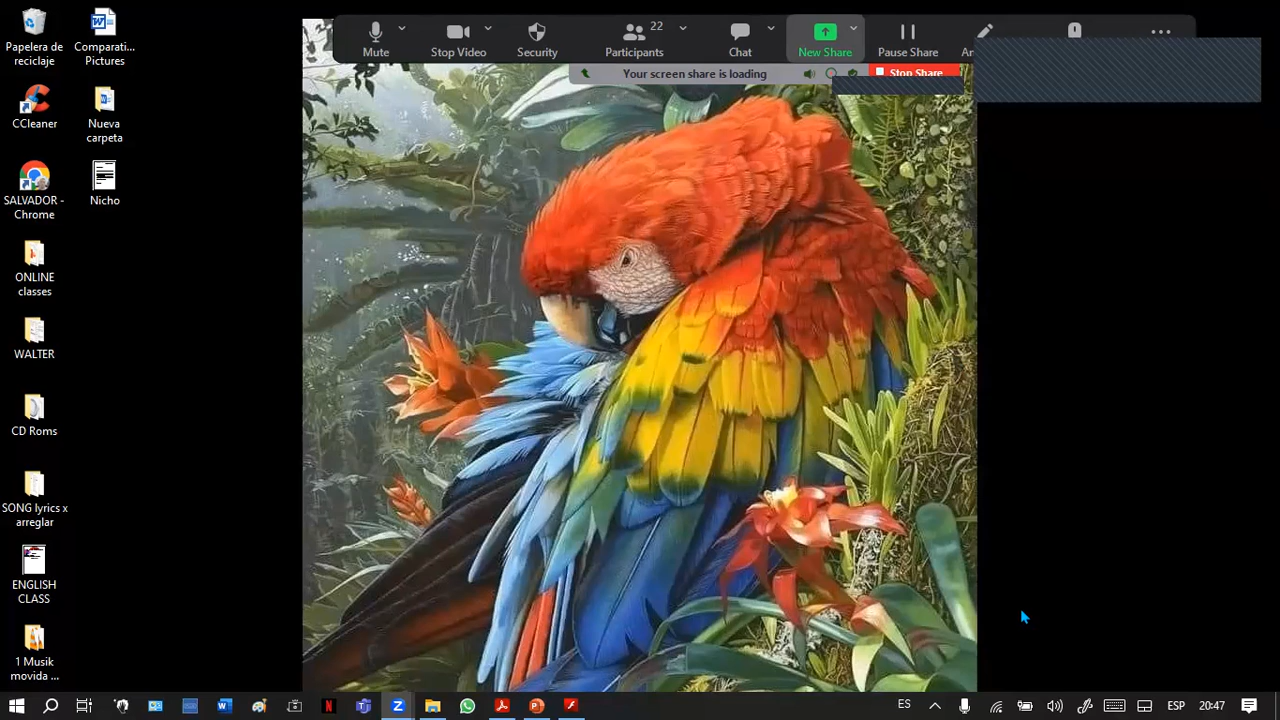 Papelera de
reciclaje
Comparati...
Pictures
CCleaner
Nueva
carpeta
SALVADOR -
Chrome
Nicho
ONLINE
classes
WALTER
CD Roms
SONG lyrics x
arreglar
ENGLISH
CLASS
1 Musik
movida ...
Mute
Stop Video
Security
22
Participants
Chat
New Share
Pause Share
Your screen share is loading
Stop Share
ES
ESP
20:47